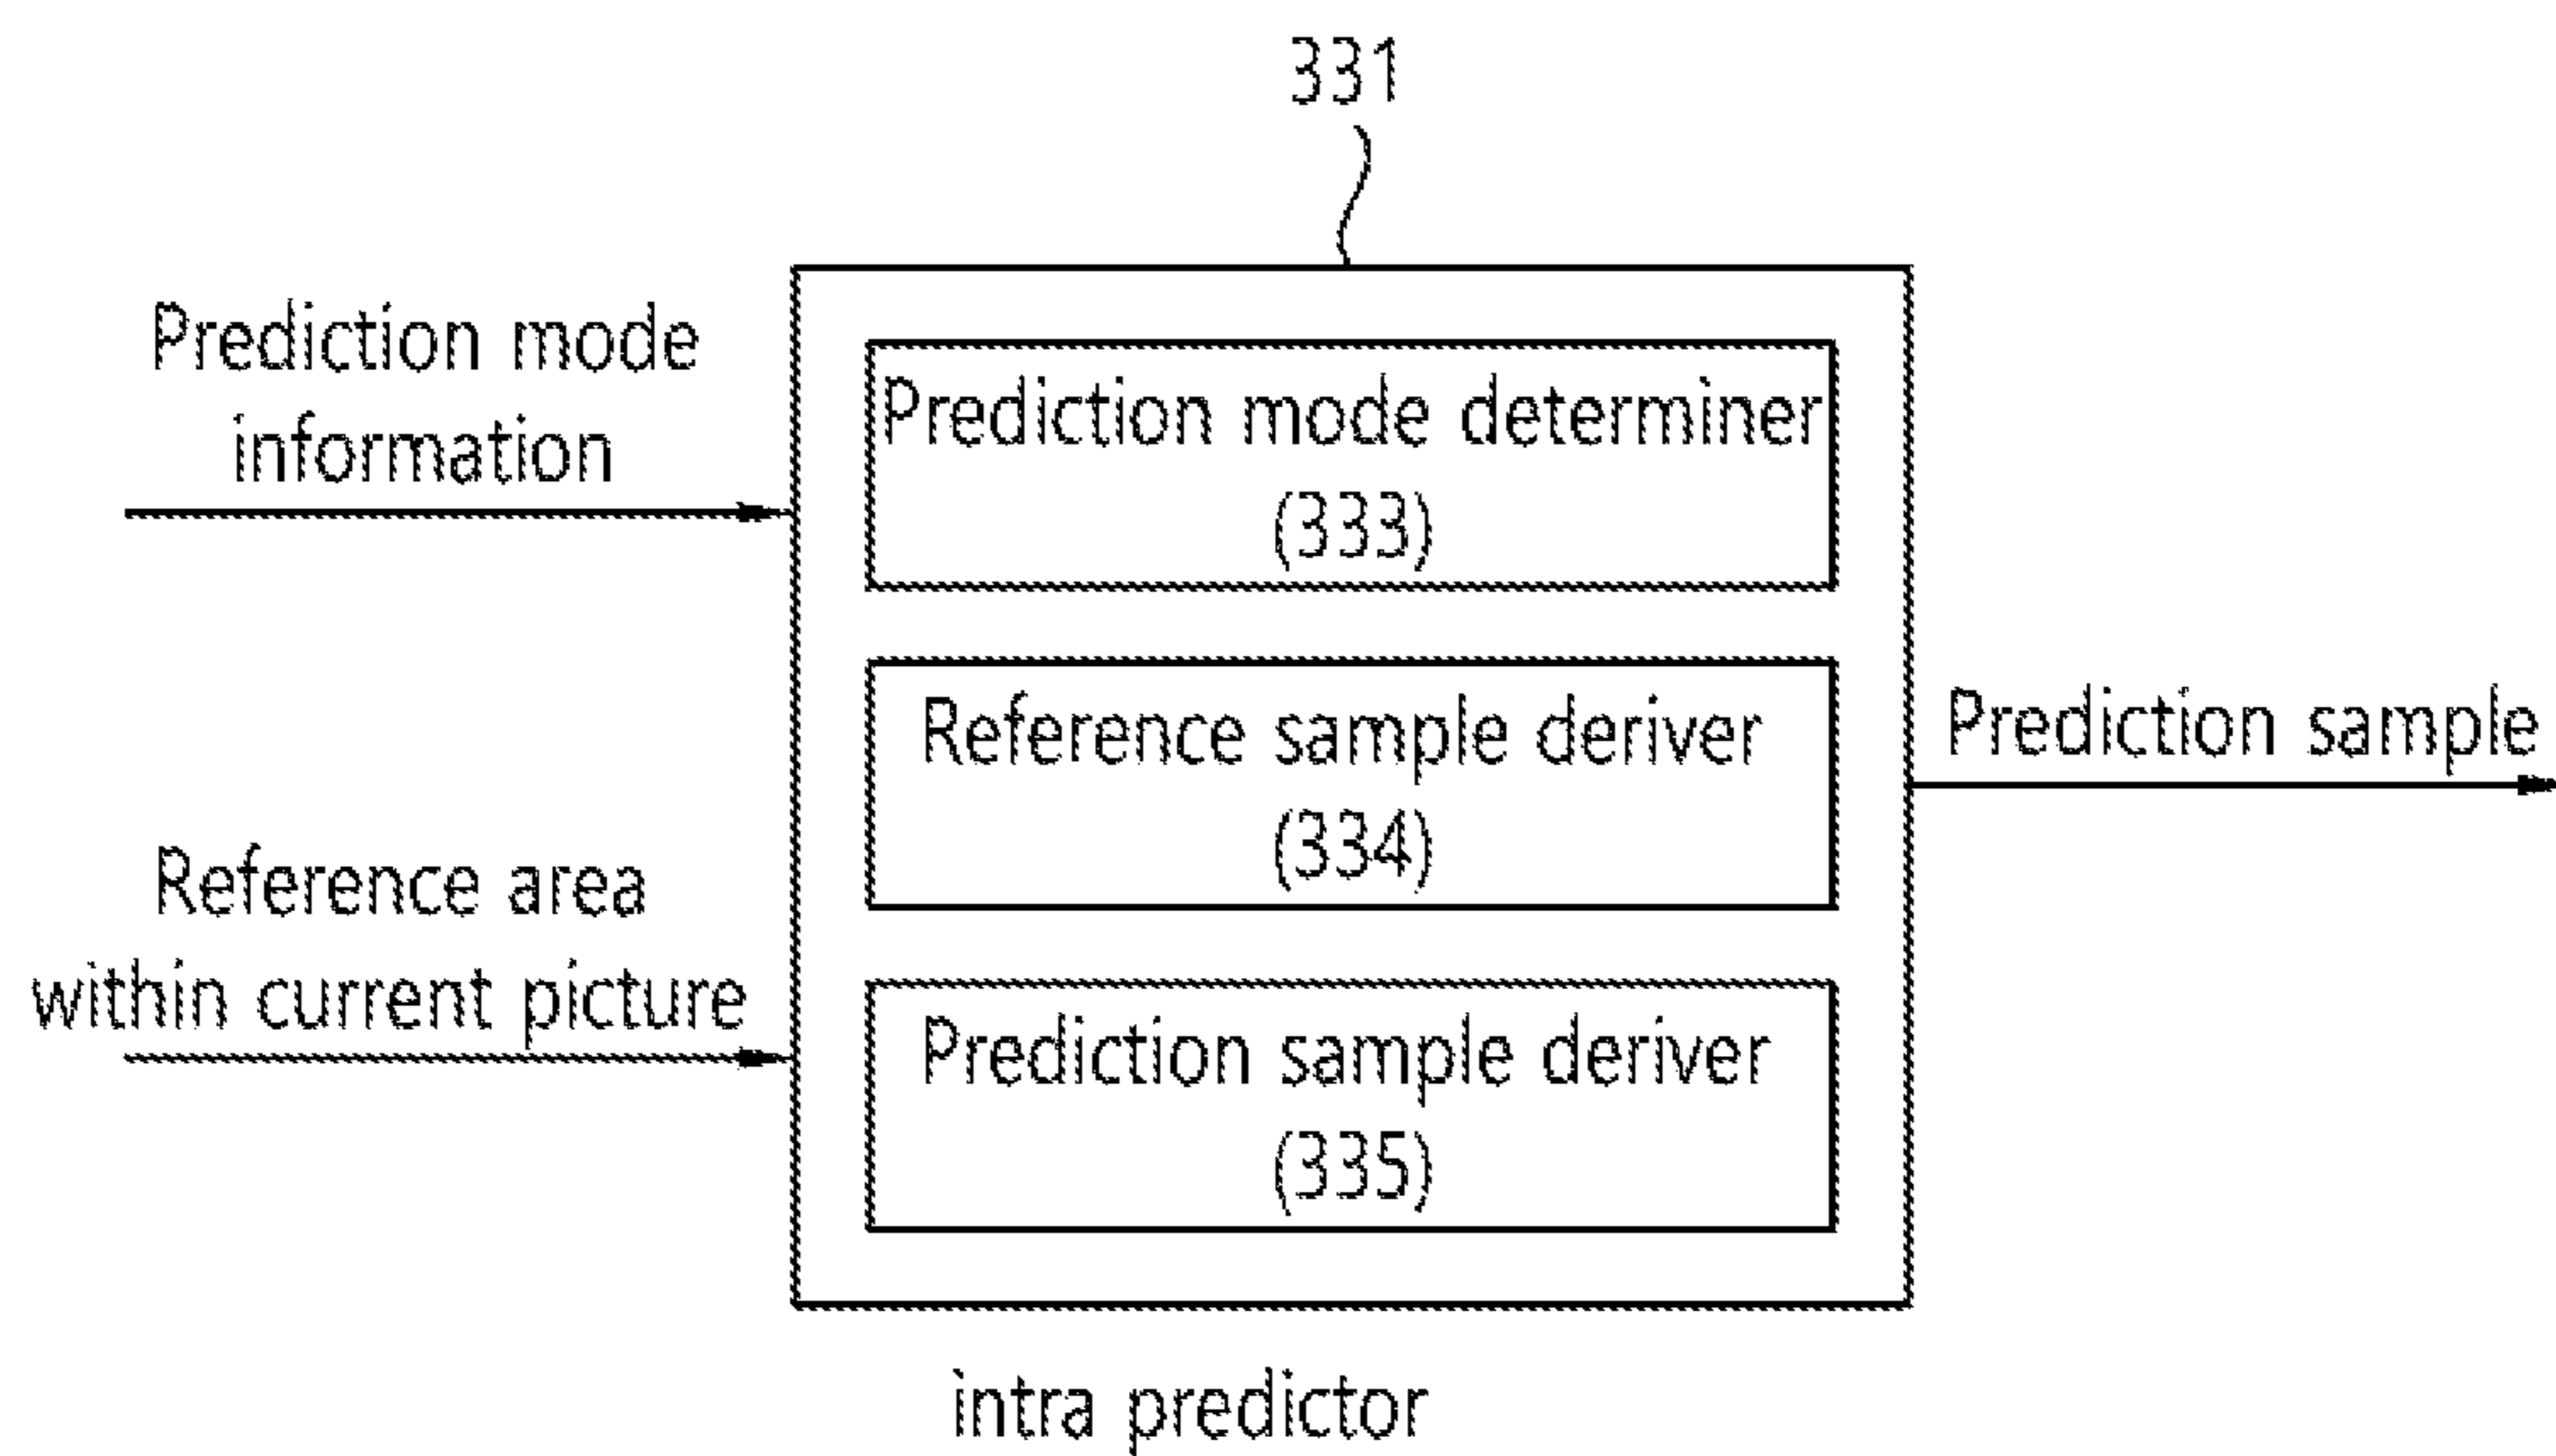 331
Prediction mode
information
Prediction mode determiner
(333)
Reference sample deriver
(334)
Prediction sample
Reference area
within current picture
Prediction sample deriver
(335)
intra predictor